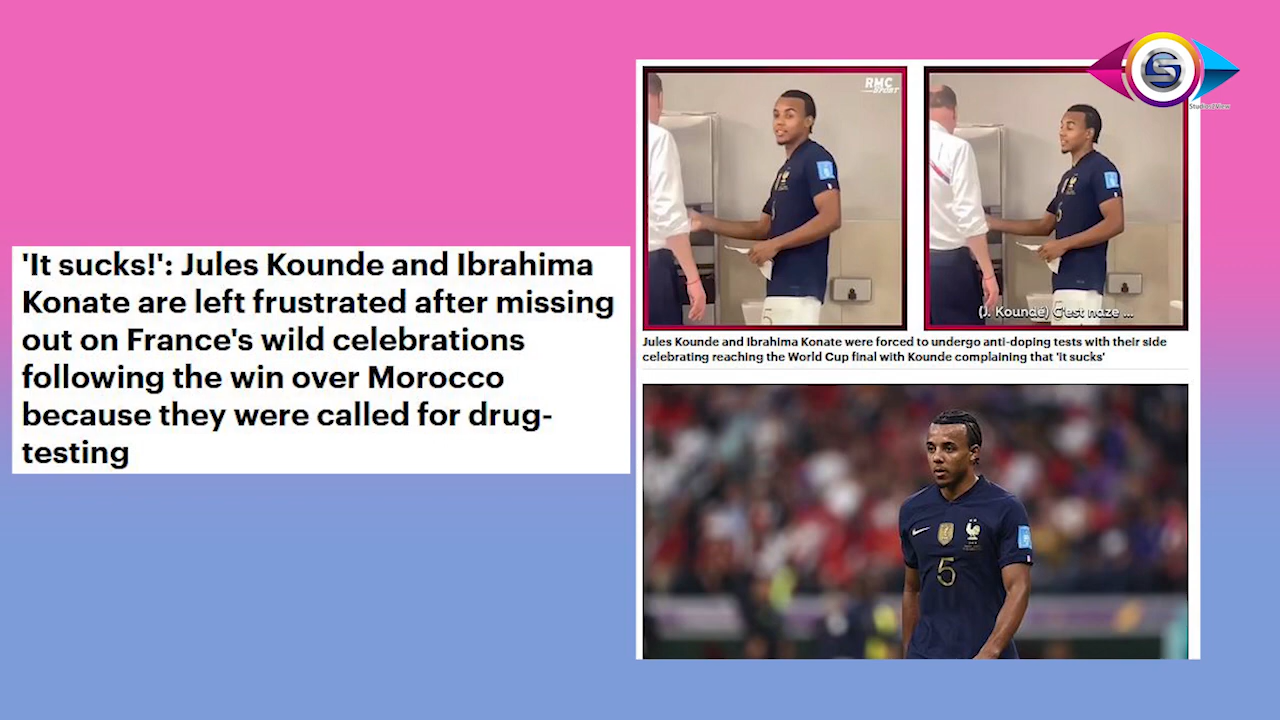 'It sucks!': Jules Kounde and Ibrahima
Konate are left frustrated after missing
out on France's wild celebrations
following the win over Morocco
because they were called for drug-
testing
RMC
SPORT
(J. Koundé) C'est naze ...
Jules Kounde and Ibrahima Konate were forced to undergo anti-doping tests with their side
celebrating reaching the World Cup final with Kounde complaining that 'it sucks'
5
5
S